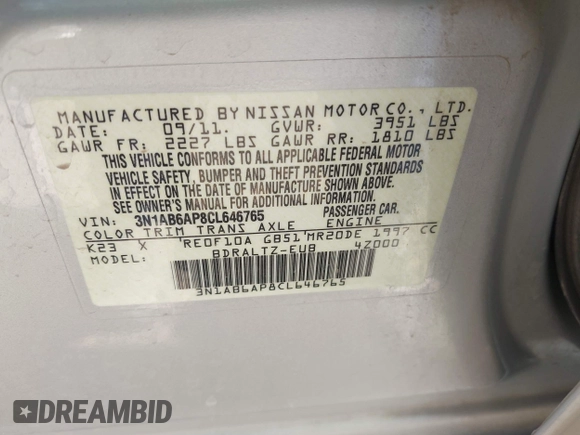 MANUFACTURED BY NISSAN MOTOR CO., LTD.
DATE: 09/11. GVWR: 3951 LBS
GAWR FR: 2227 LBS GAWR RR: 1810 LBS
THIS VEHICLE CONFORMS TO ALL APPLICABLE FEDERAL MOTOR
VEHICLE SAFETY, BUMPER AND THEFT PREVENTION STANDARDS
IN EFFECT ON THE DATE OF MANUFACTURE SHOWN ABOVE.
SEE OWNERS MANUAL FOR ADDITIONAL INFORMATION.
VIN: 3N1AB6AP8CL646765 PASSENGER CAR.
COLOR TRIM TRANS AXLE ENGINE
K23 X 'RE0F10A GB51'MR20DE 1997 CC
MODEL: BDRALTZ-EUB 4Z000
3N1AB6AP8CL646765
DREAMBID